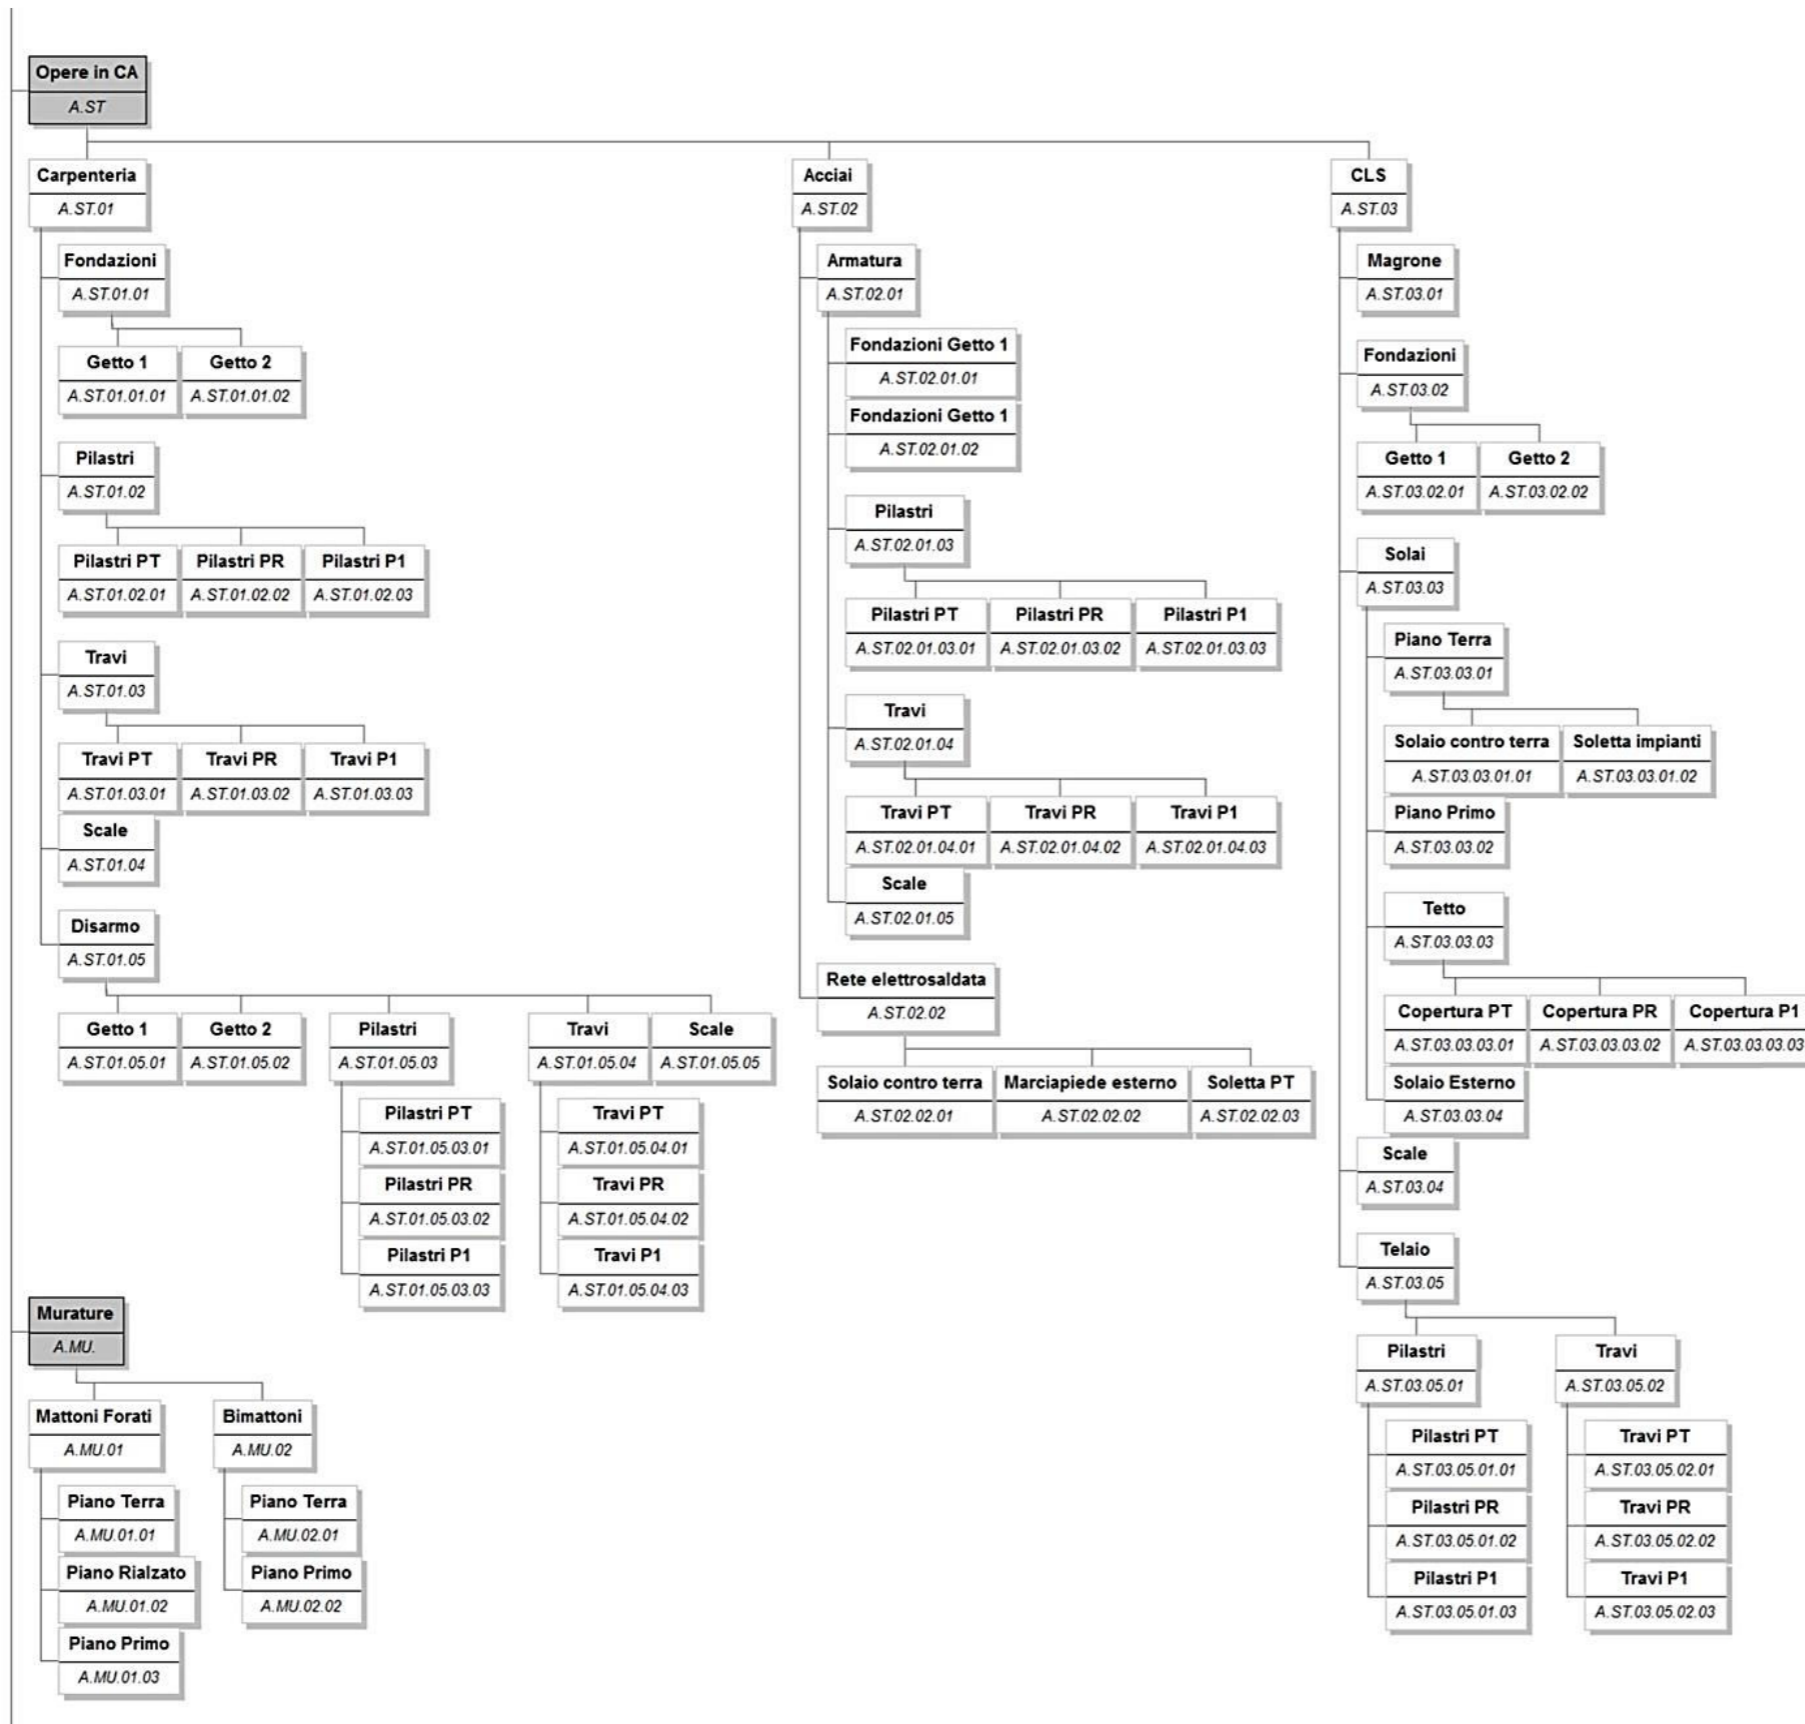 Opere in CA
A.ST
Carpenteria
A.ST.01
Fondazioni
A.ST.01.01
Getto 1
A.ST.01.01.01
Getto 2
A.ST.01.01.02
Pilastri
A.ST.01.02
Pilastri PT
A.ST.01.02.01
Pilastri PR
A.ST.01.02.02
Pilastri P1
A.ST.01.02.03
Travi
A.ST.01.03
Travi PT
A.ST.01.03.01
Travi PR
A.ST.01.03.02
Travi P1
A.ST.01.03.03
Scale
A.ST.01.04
Disarmo
A.ST.01.05
Getto 1
A.ST.01.05.01
Getto 2
A.ST.01.05.02
Pilastri
A.ST.01.05.03
Pilastri PT
A.ST.01.05.03.01
Pilastri PR
A.ST.01.05.03.02
Pilastri P1
A.ST.01.05.03.03
Travi
A.ST.01.05.04
Travi PT
A.ST.01.05.04.01
Travi PR
A.ST.01.05.04.02
Travi P1
A.ST.01.05.04.03
Scale
A.ST.01.05.05
Acciai
A.ST.02
Armatura
A.ST.02.01
Fondazioni Getto 1
A.ST.02.01.01
Fondazioni Getto 1
A.ST.02.01.02
Pilastri
A.ST.02.01.03
Pilastri PT
A.ST.02.01.03.01
Pilastri PR
A.ST.02.01.03.02
Pilastri P1
A.ST.02.01.03.03
Travi
A.ST.02.01.04
Travi PT
A.ST.02.01.04.01
Travi PR
A.ST.02.01.04.02
Travi P1
A.ST.02.01.04.03
Scale
A.ST.02.01.05
Rete elettrosaldata
A.ST.02.02
Solaio contro terra
A.ST.02.02.01
Marciapiede esterno
A.ST.02.02.02
Soletta PT
A.ST.02.02.03
CLS
A.ST.03
Magrone
A.ST.03.01
Fondazioni
A.ST.03.02
Getto 1
A.ST.03.02.01
Getto 2
A.ST.03.02.02
Solai
A.ST.03.03
Piano Terra
A.ST.03.03.01
Solaio contro terra
A.ST.03.03.01.01
Soletta impianti
A.ST.03.03.01.02
Piano Primo
A.ST.03.03.02
Tetto
A.ST.03.03.03
Copertura PT
A.ST.03.03.03.01
Copertura PR
A.ST.03.03.03.02
Copertura P1
A.ST.03.03.03.03
Solaio Esterno
A.ST.03.03.04
Scale
A.ST.03.04
Telaio
A.ST.03.05
Pilastri
A.ST.03.05.01
Pilastri PT
A.ST.03.05.01.01
Pilastri PR
A.ST.03.05.01.02
Pilastri P1
A.ST.03.05.01.03
Travi
A.ST.03.05.02
Travi PT
A.ST.03.05.02.01
Travi PR
A.ST.03.05.02.02
Travi P1
A.ST.03.05.02.03
Murature
A.MU.
Mattoni Forati
A.MU.01
Piano Terra
A.MU.01.01
Piano Rialzato
A.MU.01.02
Piano Primo
A.MU.01.03
Bimattoni
A.MU.02
Piano Terra
A.MU.02.01
Piano Primo
A.MU.02.02